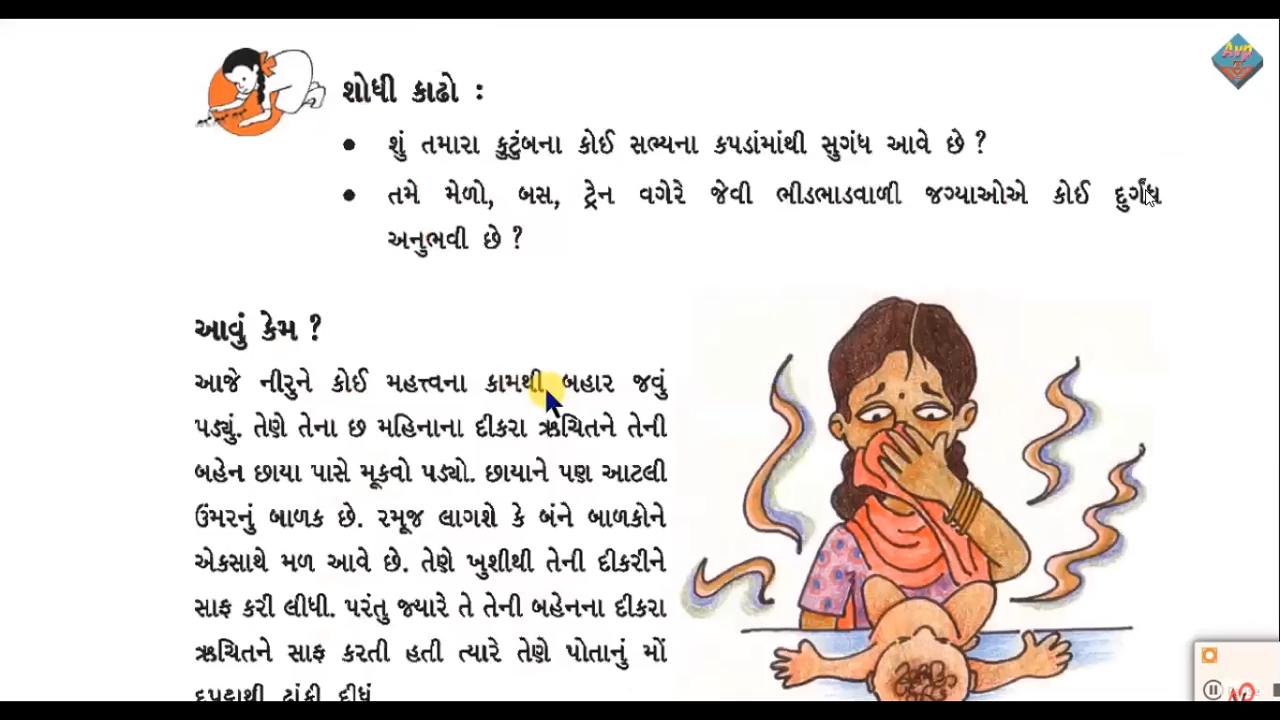 શોધી કાઢો :
• શું તમારા કુટુંબના કોઈ સભ્યના કપડાંમાંથી સુગંધ આવે છે ?
• તમે મેળો, બસ, ટ્રેન વગેરે જેવી ભીડભાડવાળી જગ્યાઓએ કોઈ દુર્ગંધ
અનુભવી છે ?
આવું કેમ ?
આજે નીરુને કોઈ મહત્ત્વના કામથી બહાર જવું
પડ્યું. તેણે તેના છ મહિનાના દીકરા ઋચિતને તેની
બહેન છાયા પાસે મૂકવો પડ્યો. છાયાને પણ આટલી
ઉંમરનું બાળક છે. રમૂજ લાગશે કે બંને બાળકોને
એકસાથે મળ આવે છે. તેણે ખુશીથી તેની દીકરીને
સાફ કરી લીધી. પરંતુ જ્યારે તે તેની બહેનના દીકરા
ઋચિતને સાફ કરતી હતી ત્યારે તેણે પોતાનું મોં
દુપટ્ટાથી ઢાંકી દીધું